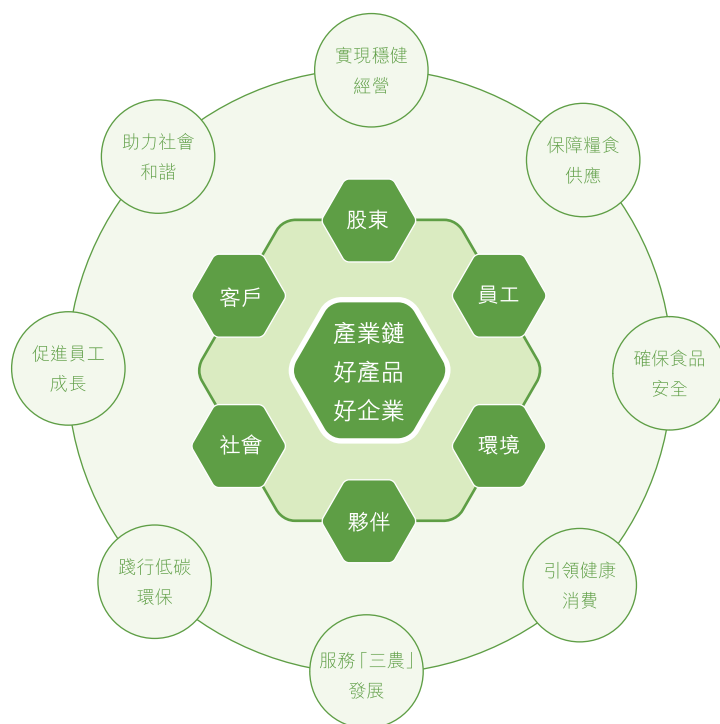 實現穩健
經營
保障糧食
供應
確保食品
安全
引領健康
消費
服務「三農」
發展
踐行低碳
環保
促進員工
成長
助力社會
和諧
股東
員工
環境
夥伴
社會
客戶
產業鏈
好產品
好企業